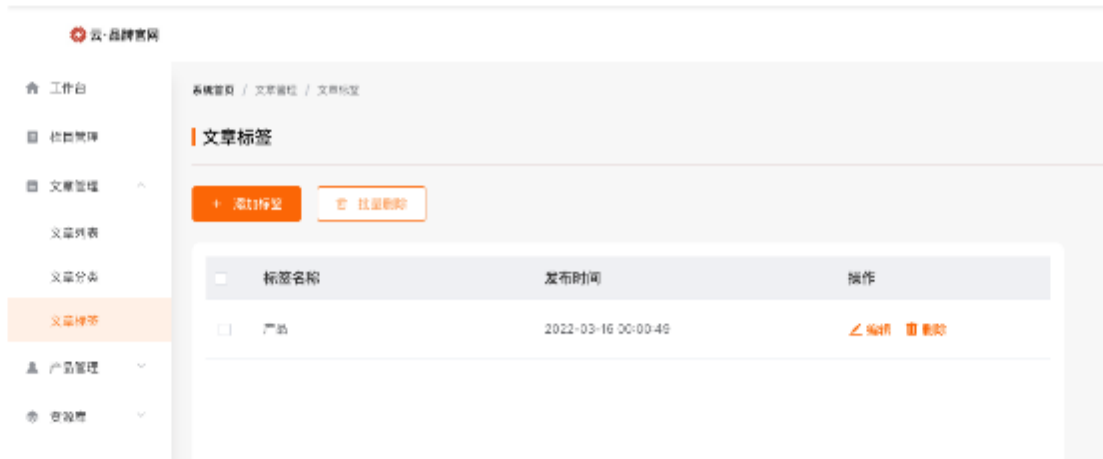 云·品牌官网
工作台
栏目管理
文章管理
文章列表
文章分类
文章标签
产品管理
资源库
系统首页 / 文章管理 / 文章标签
文章标签
+ 添加标签
批量删除
标签名称 发布时间 操作
产品 2022-03-16 00:00:49 编辑 删除